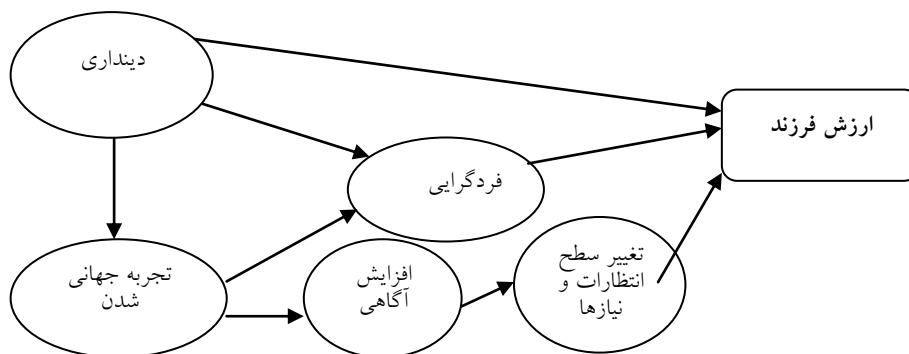 دینداری
ارزش فرزند
فردگرایی
تجربه جهانی
شدن
افزایش
آگاهی
تغییر سطح
انتظارات و
نیازها